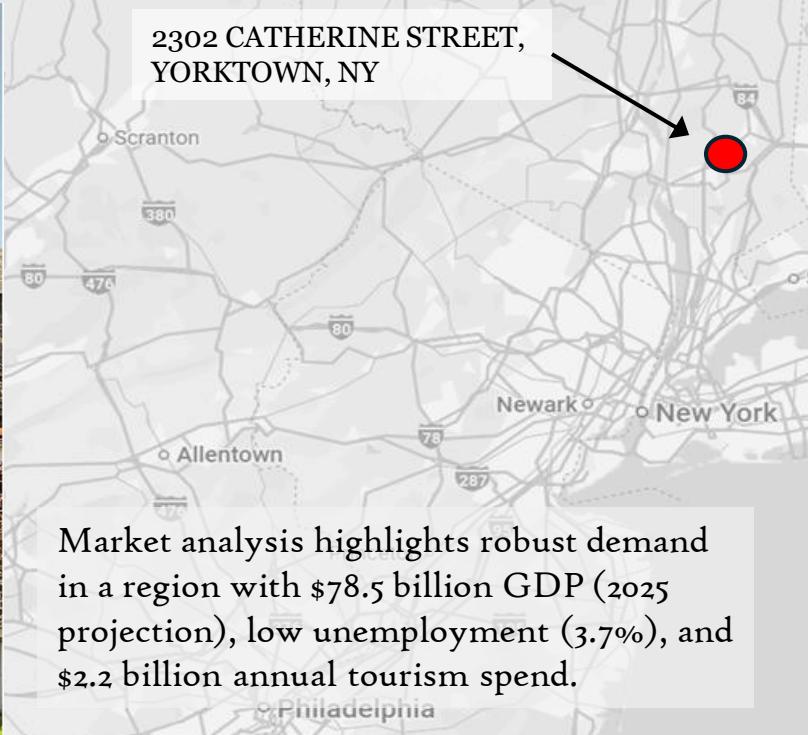 2302 CATHERINE STREET,
YORKTOWN, NY
84
Scranton
380
80
476
80
Newark
New York
78
Allentown
287
476
Market analysis highlights robust demand
in a region with $78.5 billion GDP (2025
projection), low unemployment (3.7%), and
$2.2 billion annual tourism spend.
Philadelphia